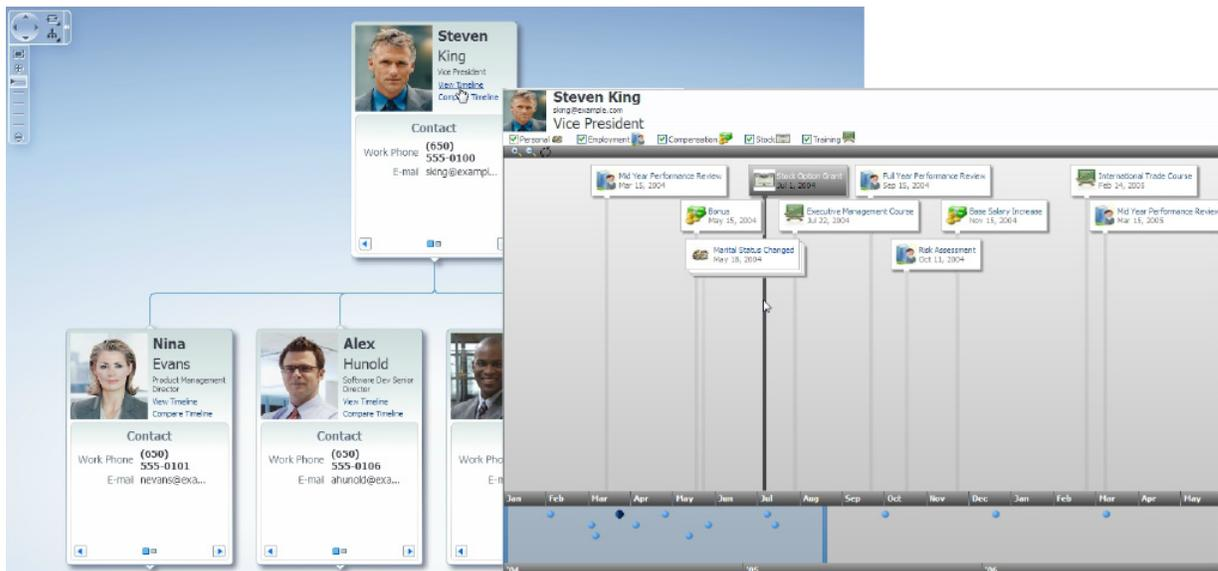 Steven
King
Vice President
View Timeline
Compare Timeline
Contact
Work Phone (650)
555-0100
E-mail sking@exampl...
Nina
Evans
Product Management
Director
View Timeline
Compare Timeline
Contact
Work Phone (650)
555-0101
E-mail nevans@exa...
Alex
Hunold
Software Dev Senior
Director
View Timeline
Compare Timeline
Contact
Work Phone (650)
555-0106
E-mail ahunold@exa...
Work Pho
E-m
Steven King
sking@example.com
Vice President
Personal Employment Compensation Stock Training
Mid Year Performance Review
Mar 15, 2004
Stock Option Grant
Jul 1, 2004
Full Year Performance Review
Sep 15, 2004
International Trade Course
Feb 14, 2005
Bonus
May 15, 2004
Executive Management Course
Jul 22, 2004
Base Salary Increase
Nov 15, 2004
Mid Year Performance Review
Mar 15, 2005
Marital Status Changed
May 18, 2004
Risk Assessment
Oct 11, 2004
Jan Feb Mar Apr May Jun Jul Aug Sep Oct Nov Dec Jan Feb Mar Apr May
'04 '05 '06